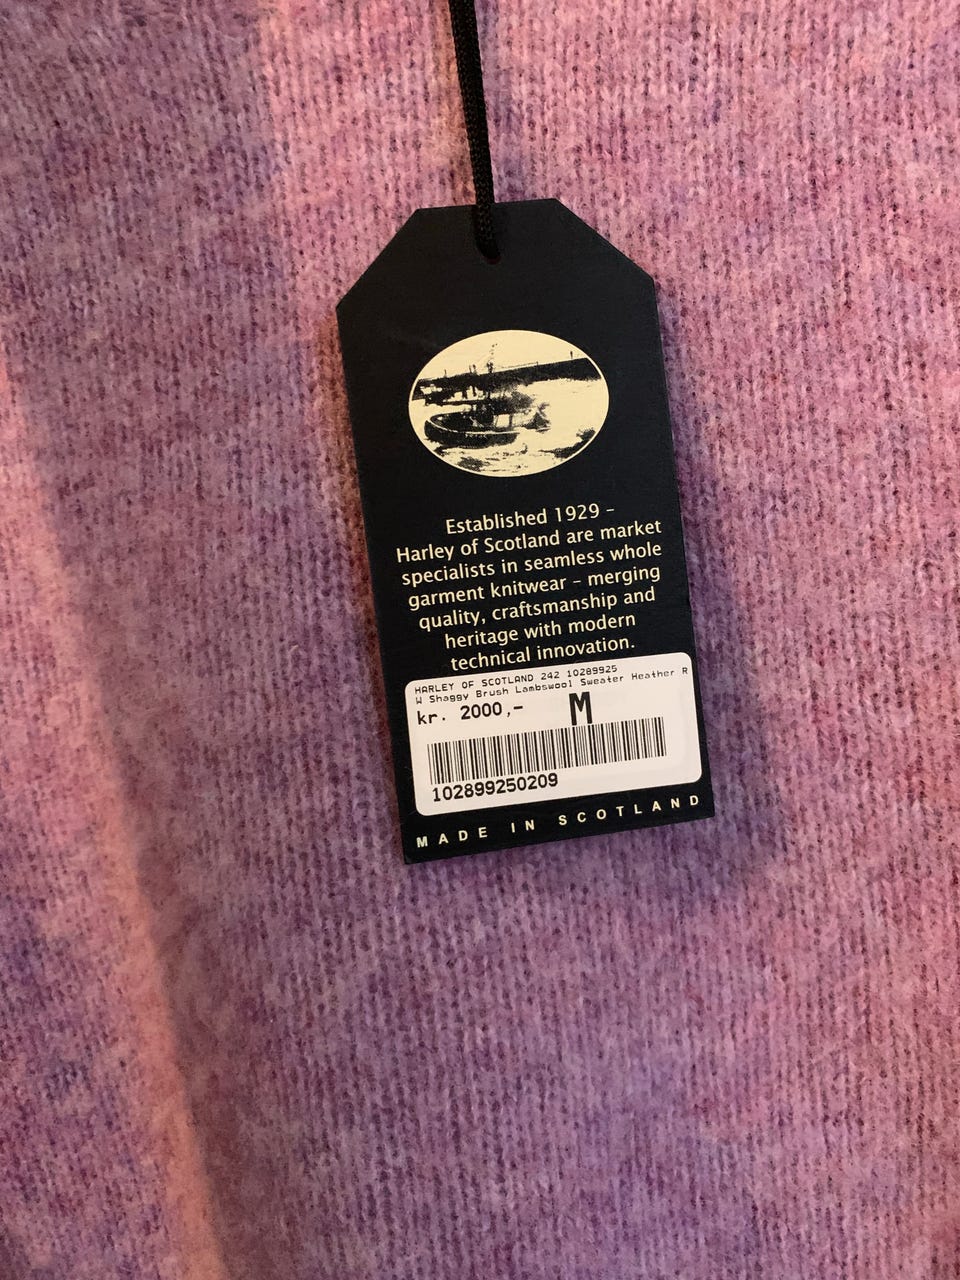 Established 1929 –
Harley of Scotland are market
specialists in seamless whole
garment knitwear – merging
quality, craftsmanship and
heritage with modern
technical innovation.
HARLEY OF SCOTLAND 242 10289925
W Shaggy Brush Lambswool Sweater Heather R
kr. 2000,- M
102899250209
MADE IN SCOTLAND